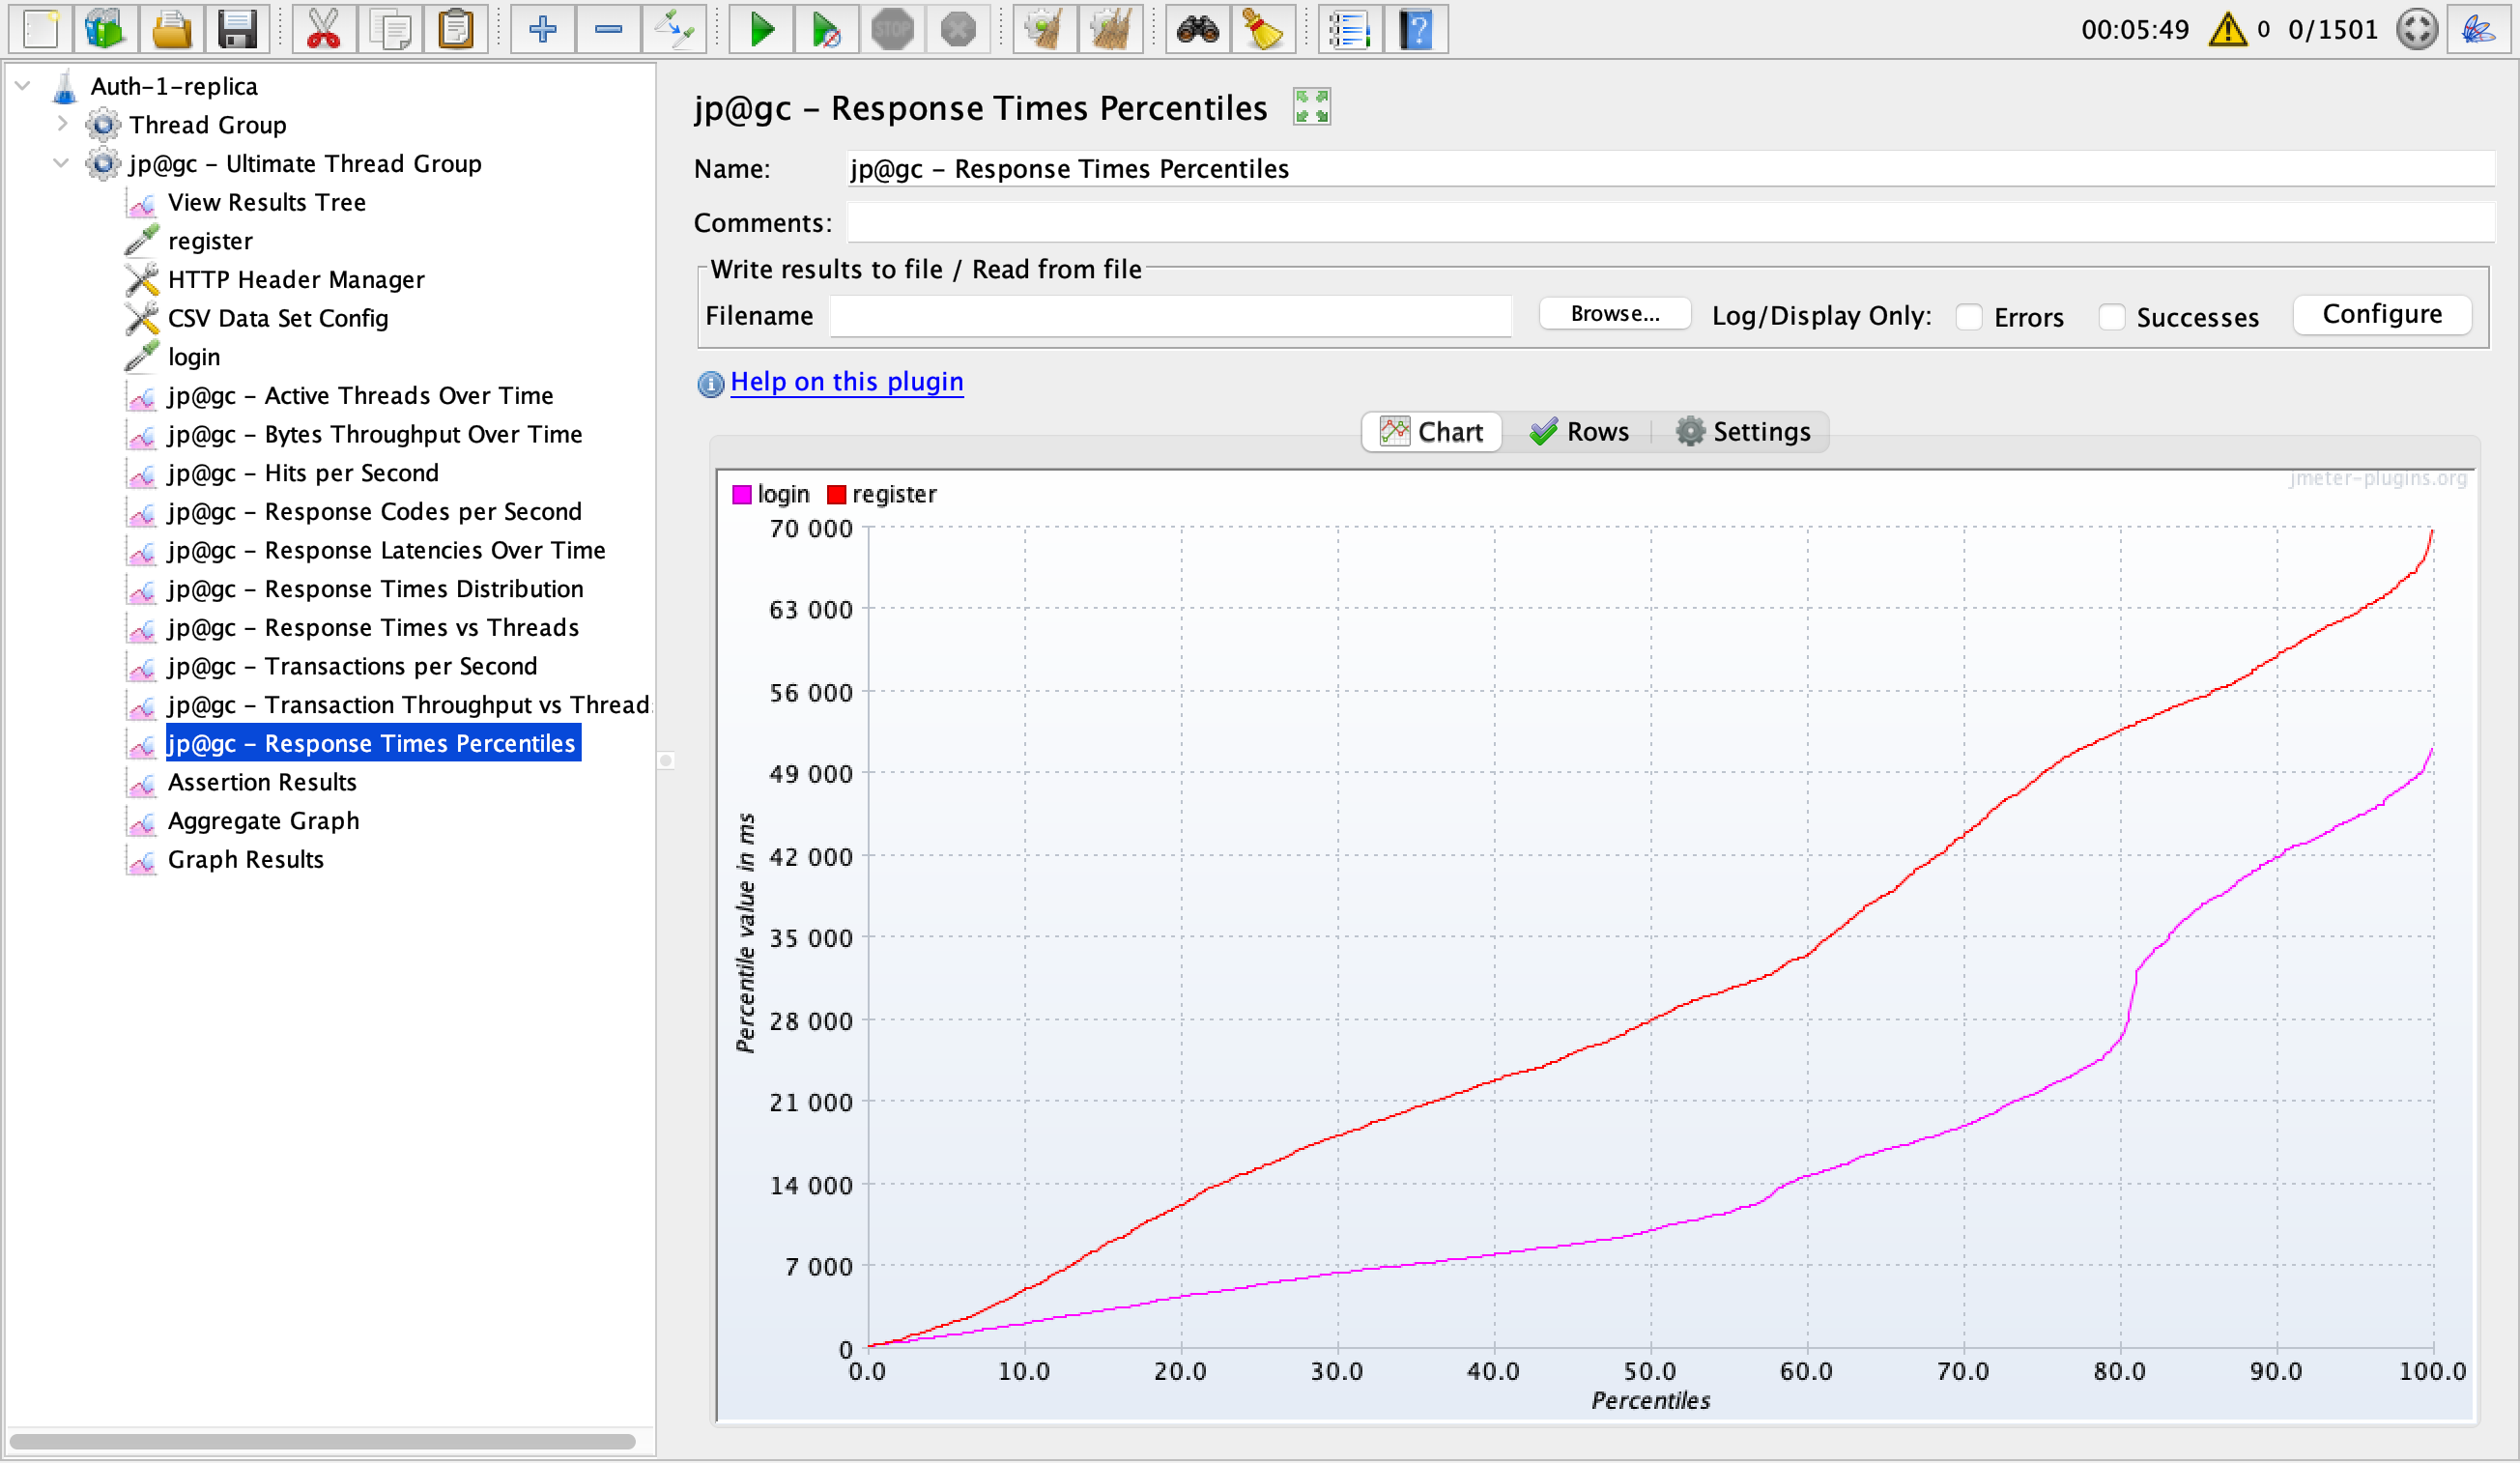 STOP
00:05:49 0 0/1501
Auth-1-replica
Thread Group
jp@gc - Ultimate Thread Group
View Results Tree
register
HTTP Header Manager
CSV Data Set Config
login
jp@gc - Active Threads Over Time
jp@gc - Bytes Throughput Over Time
jp@gc - Hits per Second
jp@gc - Response Codes per Second
jp@gc - Response Latencies Over Time
jp@gc - Response Times Distribution
jp@gc - Response Times vs Threads
jp@gc - Transactions per Second
jp@gc - Transaction Throughput vs Thread
jp@gc - Response Times Percentiles
Assertion Results
Aggregate Graph
Graph Results
jp@gc - Response Times Percentiles
Name: jp@gc - Response Times Percentiles
Comments:
Write results to file / Read from file
Filename Browse... Log/Display Only: Errors Successes Configure
Help on this plugin
Chart Rows Settings
jmeter-plugins.org
login register
70 000
63 000
56 000
49 000
42 000
35 000
28 000
21 000
14 000
7 000
0
Percentile value in ms
0.0 10.0 20.0 30.0 40.0 50.0 60.0 70.0 80.0 90.0 100.0
Percentiles